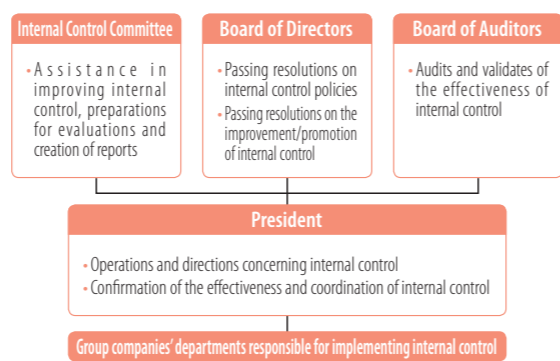 Internal Control Committee
• Assistance in
improving internal
control, preparations
for evaluations and
creation of reports
Board of Directors
• Passing resolutions on
internal control policies
• Passing resolutions on the
improvement/promotion
of internal control
Board of Auditors
• Audits and validates of
the effectiveness of
internal control
President
• Operations and directions concerning internal control
• Confirmation of the effectiveness and coordination of internal control
Group companies' departments responsible for implementing internal control